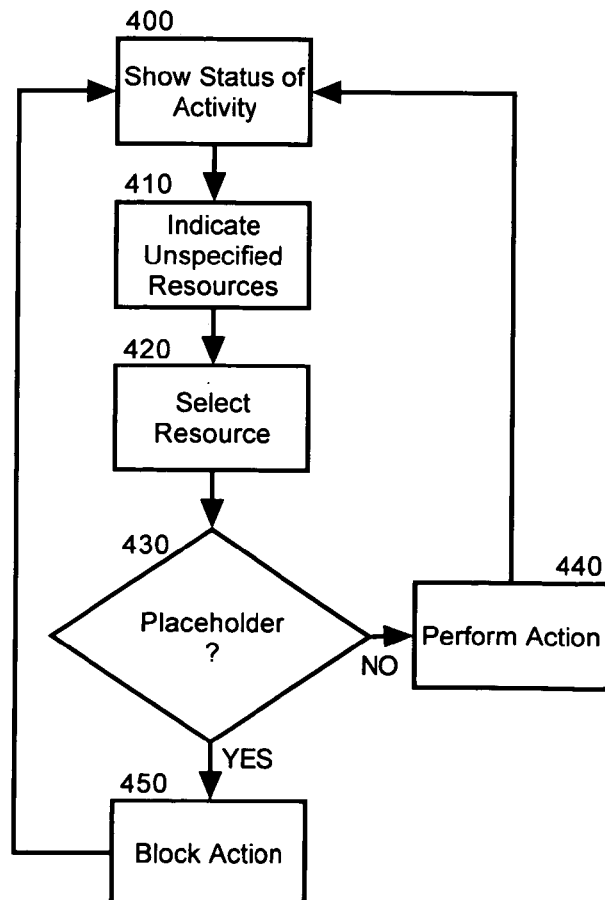 400
Show Status of
Activity
410
Indicate
Unspecified
Resources
420
Select
Resource
430
Placeholder
?
NO
440
Perform Action
YES
450
Block Action